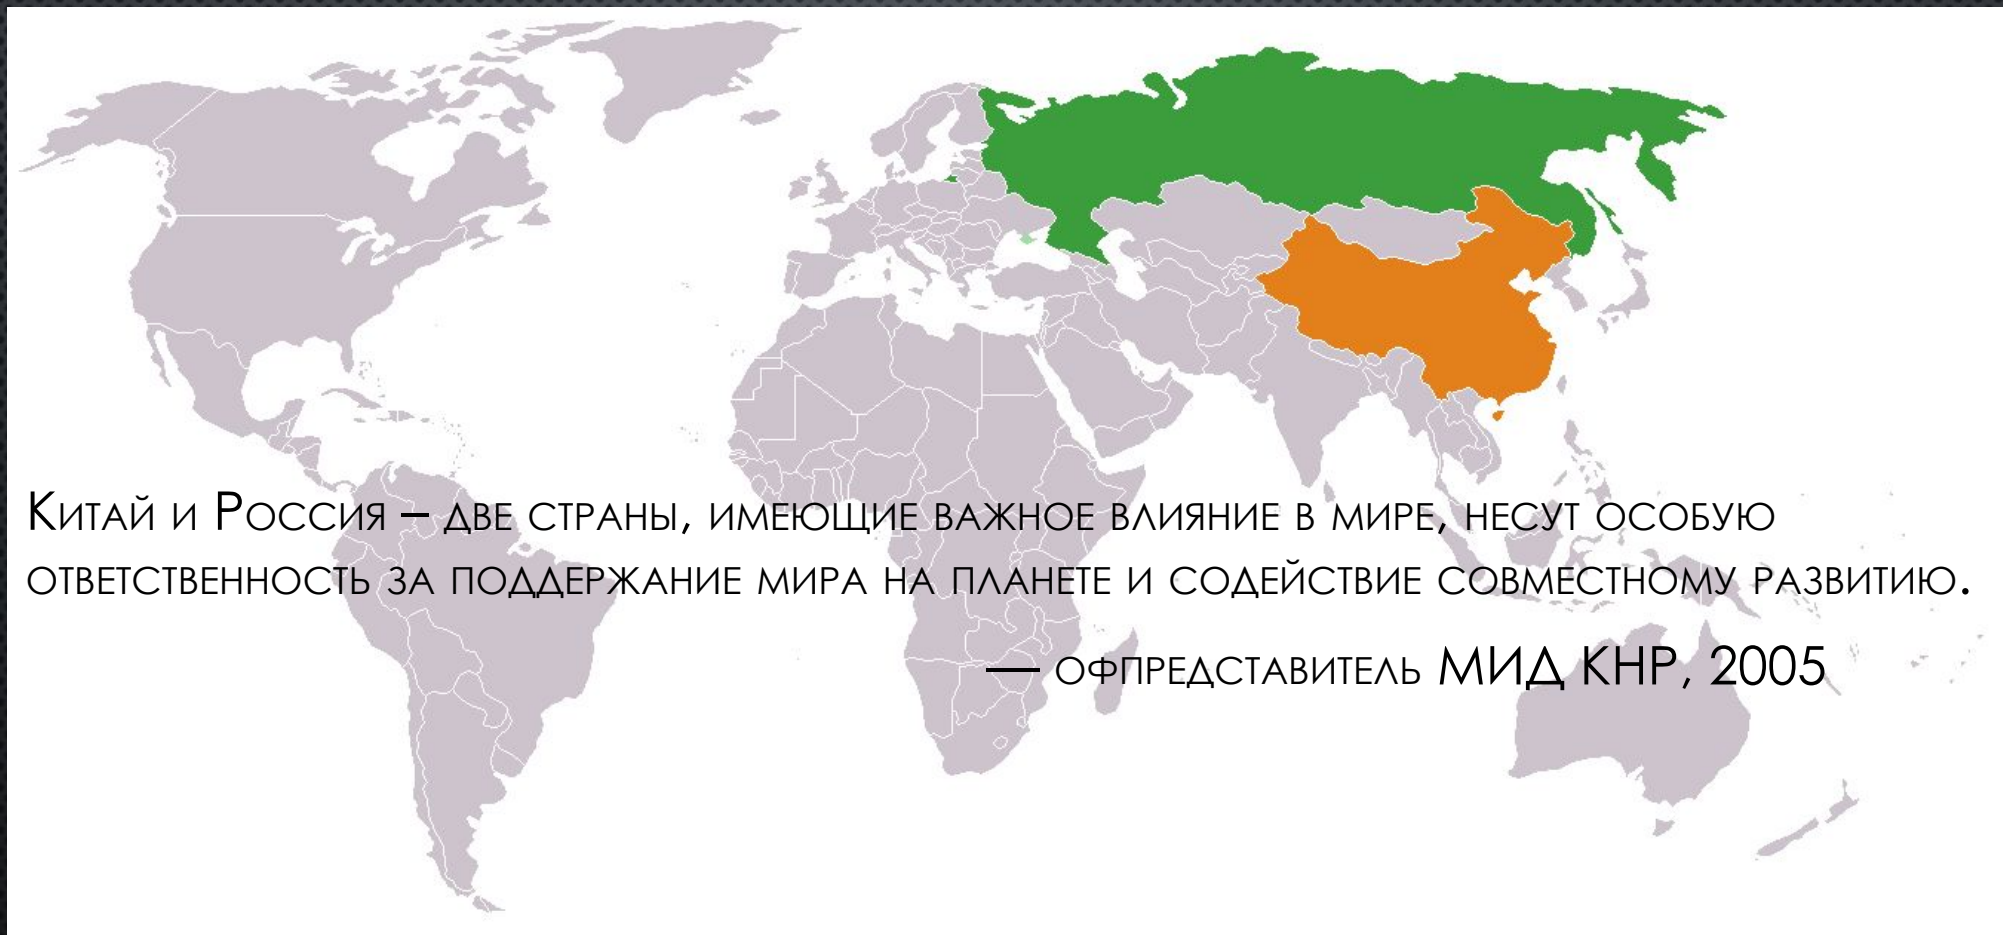 Китай и Россия – две страны, имеющие важное влияние в мире, несут особую
ответственность за поддержание мира на планете и содействие совместному развитию.
— офпредставитель МИД КНР, 2005